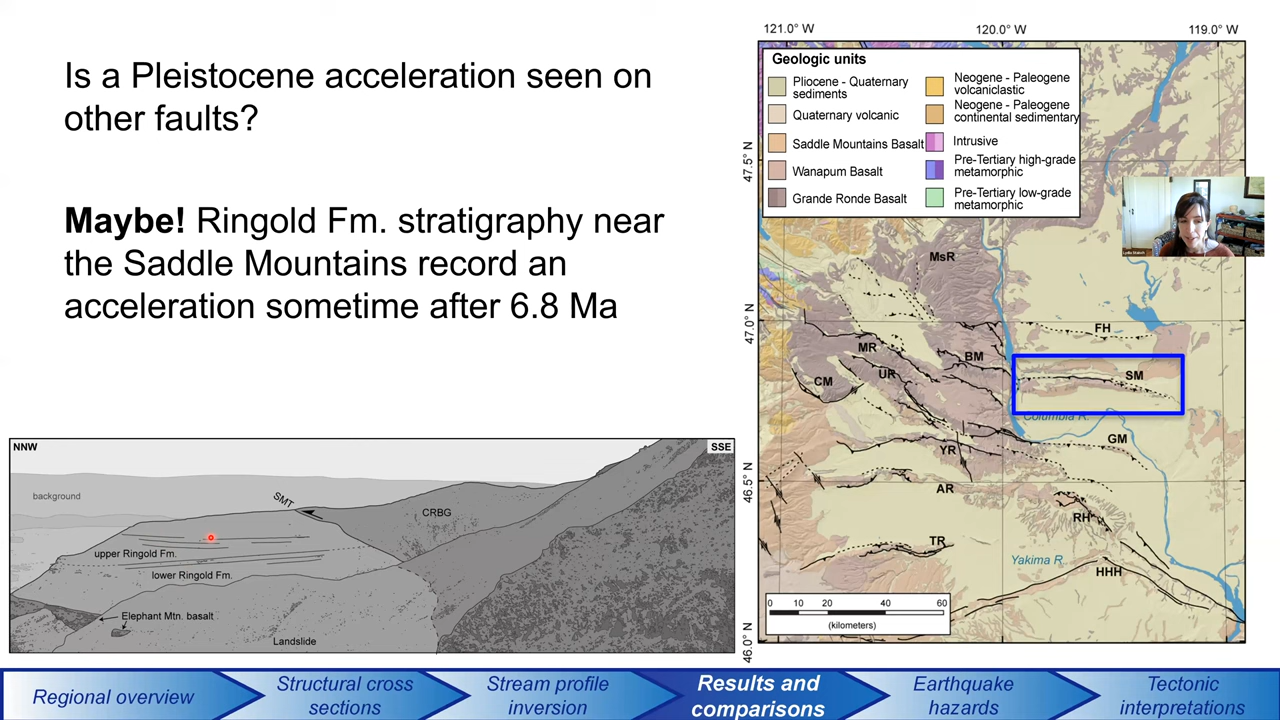 Is a Pleistocene acceleration seen on
other faults?
Maybe! Ringold Fm. stratigraphy near
the Saddle Mountains record an
acceleration sometime after 6.8 Ma
NNW
SSE
background
SMT
CRBG
upper Ringold Fm.
lower Ringold Fm.
Elephant Mtn. basalt
Landslide
121.0° W
120.0° W
119.0° W
47.5° N
47.0° N
46.5° N
46.0° N
Geologic units
Pliocene - Quaternary
sediments
Quaternary volcanic
Saddle Mountains Basalt
Wanapum Basalt
Grande Ronde Basalt
Neogene - Paleogene
volcaniclastic
Neogene - Paleogene
continental sedimentary
Intrusive
Pre-Tertiary high-grade
metamorphic
Pre-Tertiary low-grade
metamorphic
MsR
FH
MR
BM
UR
CM
SM
Columbia R.
GM
YR
AR
RH
TR
Yakima R.
HHH
0 10 20 40 60
(kilometers)
Regional overview
Structural cross
sections
Stream profile
inversion
Results and
comparisons
Earthquake
hazards
Tectonic
interpretations